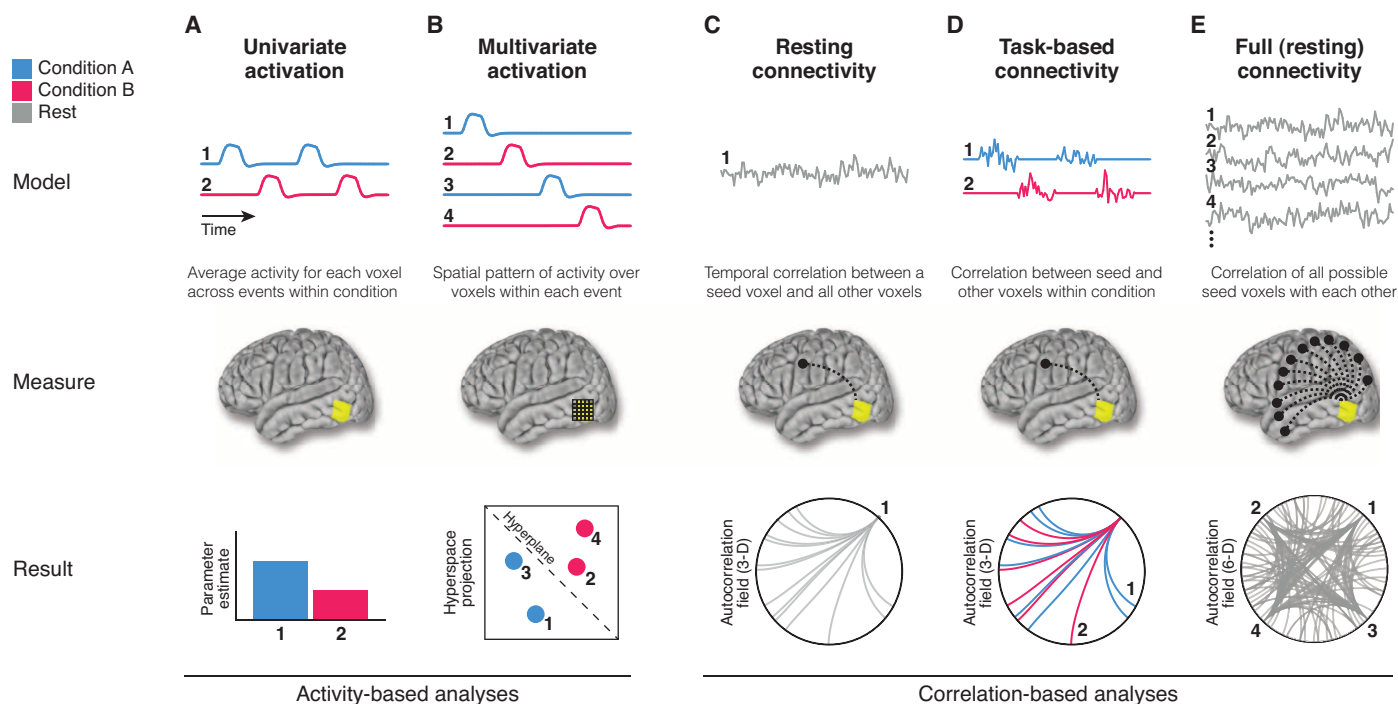 A
B
C
D
E
Univariate
activation
Multivariate
activation
Resting
connectivity
Task-based
connectivity
Full (resting)
connectivity
Condition A
Condition B
Rest
Model
1
2
Time
1
2
3
4
1
1
2
1
2
3
4
Average activity for each voxel
across events within condition
Spatial pattern of activity over
voxels within each event
Temporal correlation between a
seed voxel and all other voxels
Correlation between seed and
other voxels within condition
Correlation of all possible
seed voxels with each other
Measure
Result
Parameter
estimate
1
2
Hyperspace
projection
Hyperplane
4
3
2
1
Autocorrelation
field (3-D)
1
Autocorrelation
field (3-D)
1
2
Autocorrelation
field (6-D)
2
1
4
3
Activity-based analyses
Correlation-based analyses